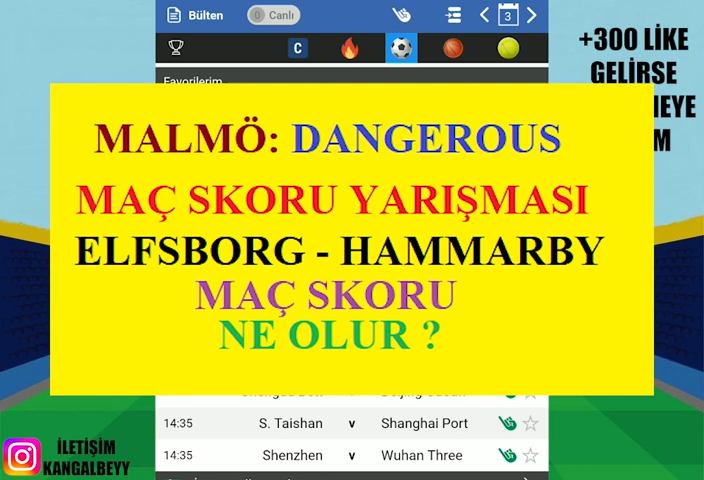 Bülten
0 Canlı
3
C
Favorilerim
+300 LİKE
GELİRSE
MALMÖ: DANGEROUS
MAÇ SKORU YARIŞMASI
ELFSBORG - HAMMARBY
MAÇ SKORU
NE OLUR ?
14:35 S. Taishan v Shanghai Port
14:35 Shenzhen v Wuhan Three
İLETİŞİM
KANGALBEYY